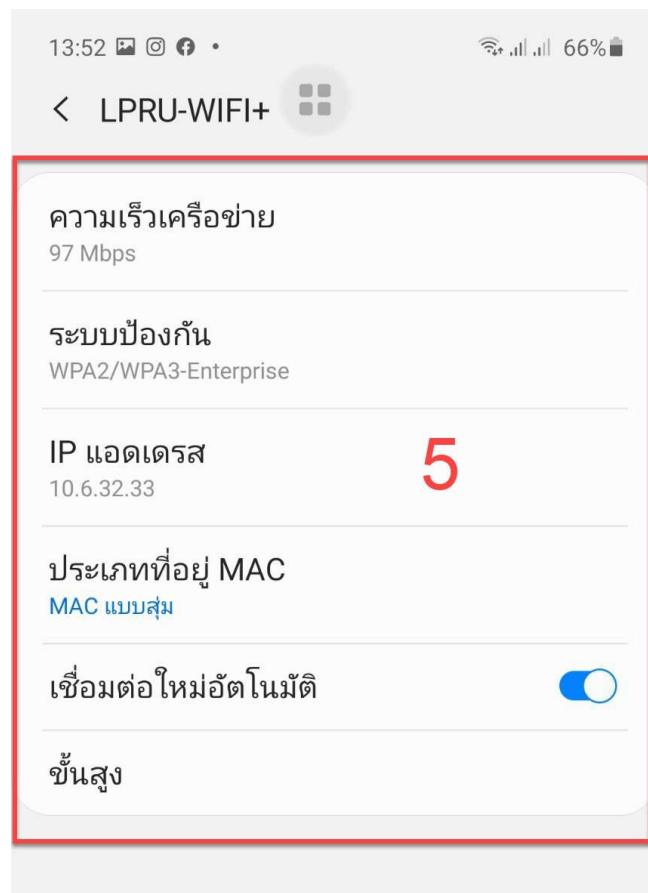 13:52
66%
LPRU-WIFI+
ความเร็วเครือข่าย
97 Mbps
ระบบป้องกัน
WPA2/WPA3-Enterprise
IP แอดเดรส
10.6.32.33
5
ประเภทที่อยู่ MAC
MAC แบบสุ่ม
เชื่อมต่อใหม่อัตโนมัติ
ขั้นสูง